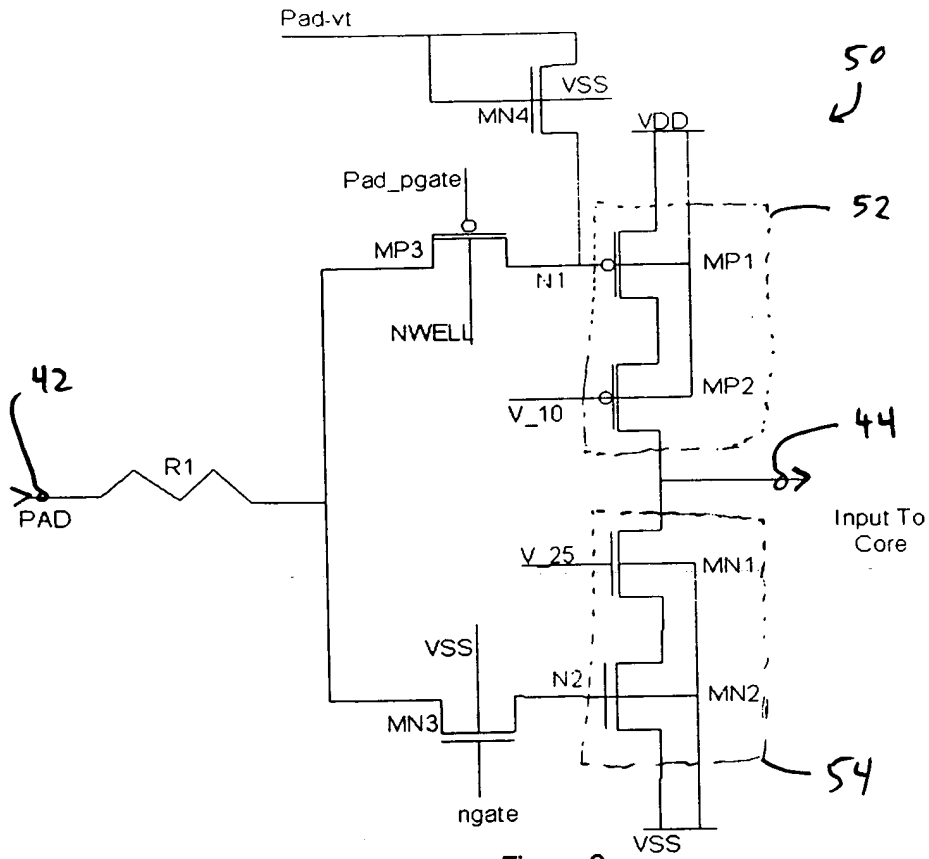 Pad-vt
50
VSS
MN4
VDD
Pad_pgate
52
MP3
N1
MP1
NWELL
42
MP2
V_10
44
R1
PAD
Input To
Core
V_25
MN1
VSS
N2
MN2
MN3
54
ngate
VSS